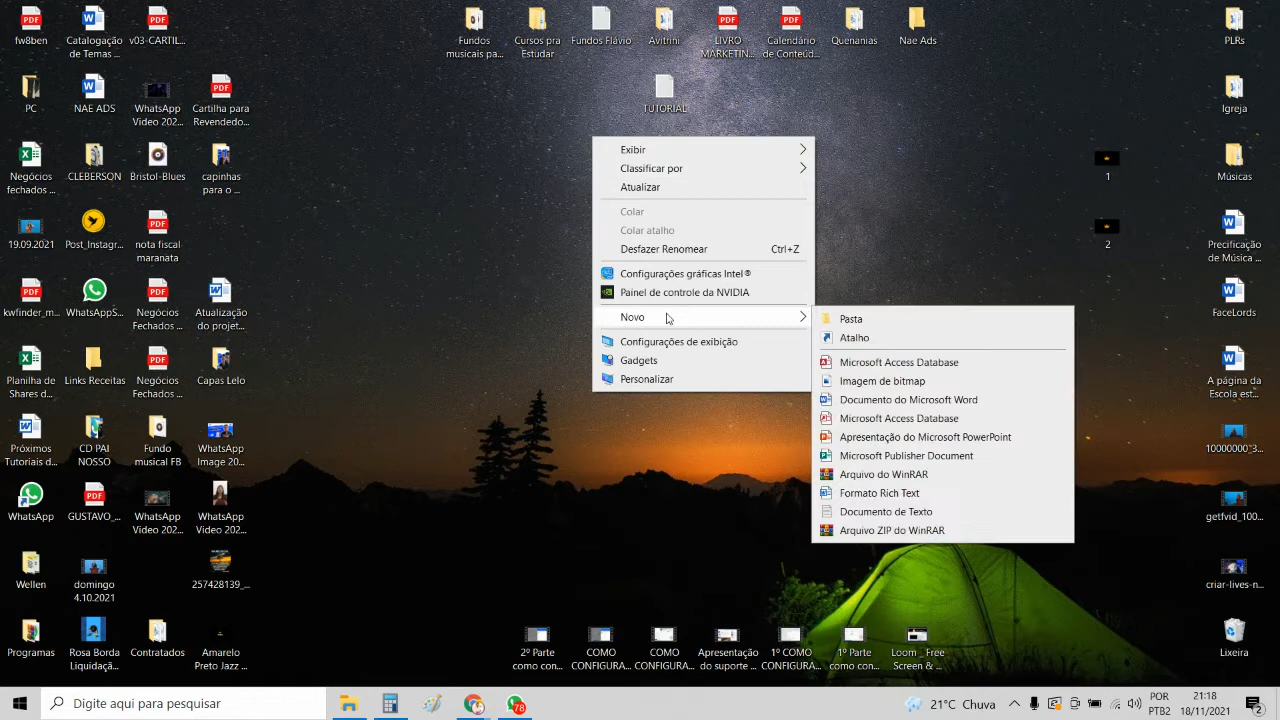 fw8ben
Catalogação
de Temas ...
v03-CARTIL...
Fundos
musicais pa...
Cursos pra
Estudar
Fundos Flávio
Avitrini
LIVRO
MARKETIN...
Calendário
de Conteúd...
Quenanias
Nae Ads
PLRs
PC
NAE ADS
WhatsApp
Video 202...
Cartilha para
Revendedo...
TUTORIAL
Igreja
Negócios
fechados ...
CLEBERSON
Bristol-Blues
capinhas
para o ...
1
Músicas
19.09.2021
Post_Instagr...
nota fiscal
maranata
2
Precificação
de Música ...
kwfinder_m...
WhatsappS...
Negócios
Fechados ...
Atualização
do projet...
FaceLords
Planilha de
Shares d...
Links Receitas
Negócios
Fechados ...
Capas Lelo
A página da
Escola est...
Próximos
Tutoriais d...
CD PAI
NOSSO
Fundo
musical FB
WhatsApp
Image 20...
10000000_3...
WhatsApp
GUSTAVO_...
WhatsApp
Video 202...
WhatsApp
Video 202...
getfvid_100...
Wellen
domingo
4.10.2021
257428139_...
criar-lives-n...
Programas
Rosa Borda
Liquidaçã...
Contratados
Amarelo
Preto Jazz ...
2º Parte
como con...
COMO
CONFIGURA...
COMO
CONFIGURA...
Apresentação
do suporte ...
1º COMO
CONFIGURA...
1º Parte
como con...
Loom _ Free
Screen & ...
Lixeira
Exibir
Classificar por
Atualizar
Colar
Colar atalho
Desfazer Renomear Ctrl+Z
Configurações gráficas Intel®
Painel de controle da NVIDIA
Novo
Configurações de exibição
Gadgets
Personalizar
Pasta
Atalho
Microsoft Access Database
Imagem de bitmap
Documento do Microsoft Word
Microsoft Access Database
Apresentação do Microsoft PowerPoint
Microsoft Publisher Document
Arquivo do WinRAR
Formato Rich Text
Documento de Texto
Arquivo ZIP do WinRAR
Digite aqui para pesquisar
78
21°C Chuva
POR
PTB2
21:18
18/11/2021
2